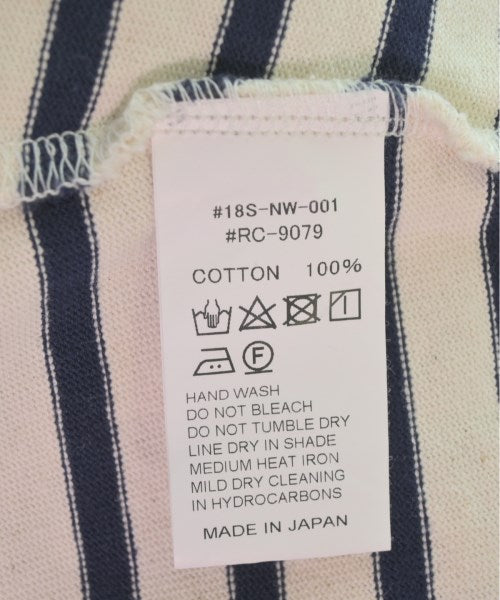 #18S-NW-001
#RC-9079
COTTON 100%
F
HAND WASH
DO NOT BLEACH
DO NOT TUMBLE DRY
LINE DRY IN SHADE
MEDIUM HEAT IRON
MILD DRY CLEANING
IN HYDROCARBONS
MADE IN JAPAN